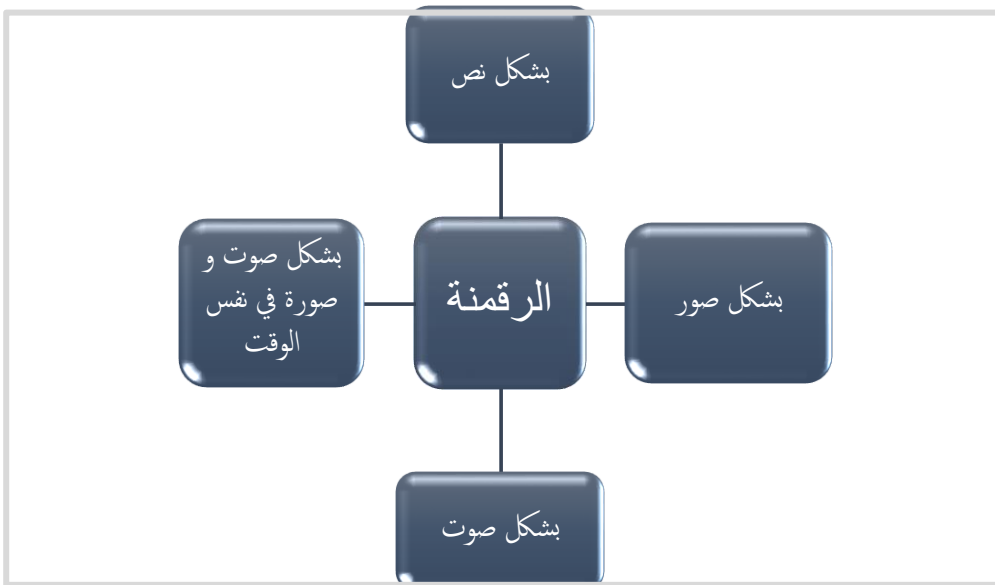 بشكل نص
بشكل صور
الرقمنة
بشكل صوت و
صورة في نفس
الوقت
بشكل صوت